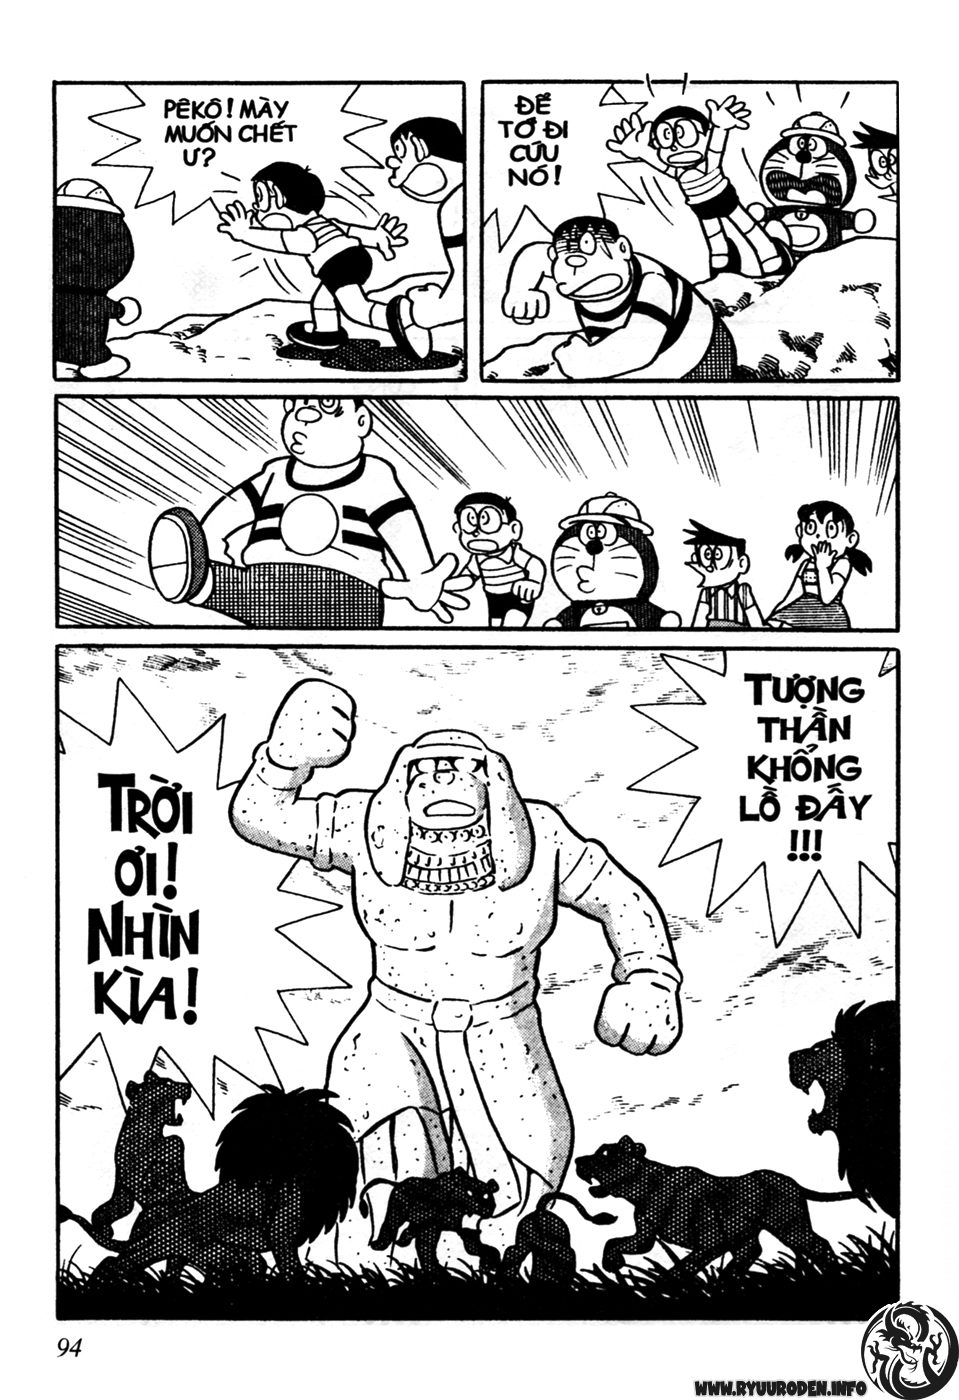 PÊKÔ! MÀY
MUỐN CHẾT
Ư?
ĐỂ
TỚ ĐI
CỨU
NÓ!
TƯỢNG
THẦN
KHỔNG
LỒ ĐẤY
!!!
TRỜI
ƠI!
NHÌN
KÌA!
94
WWW.RYUURODEN.INFO